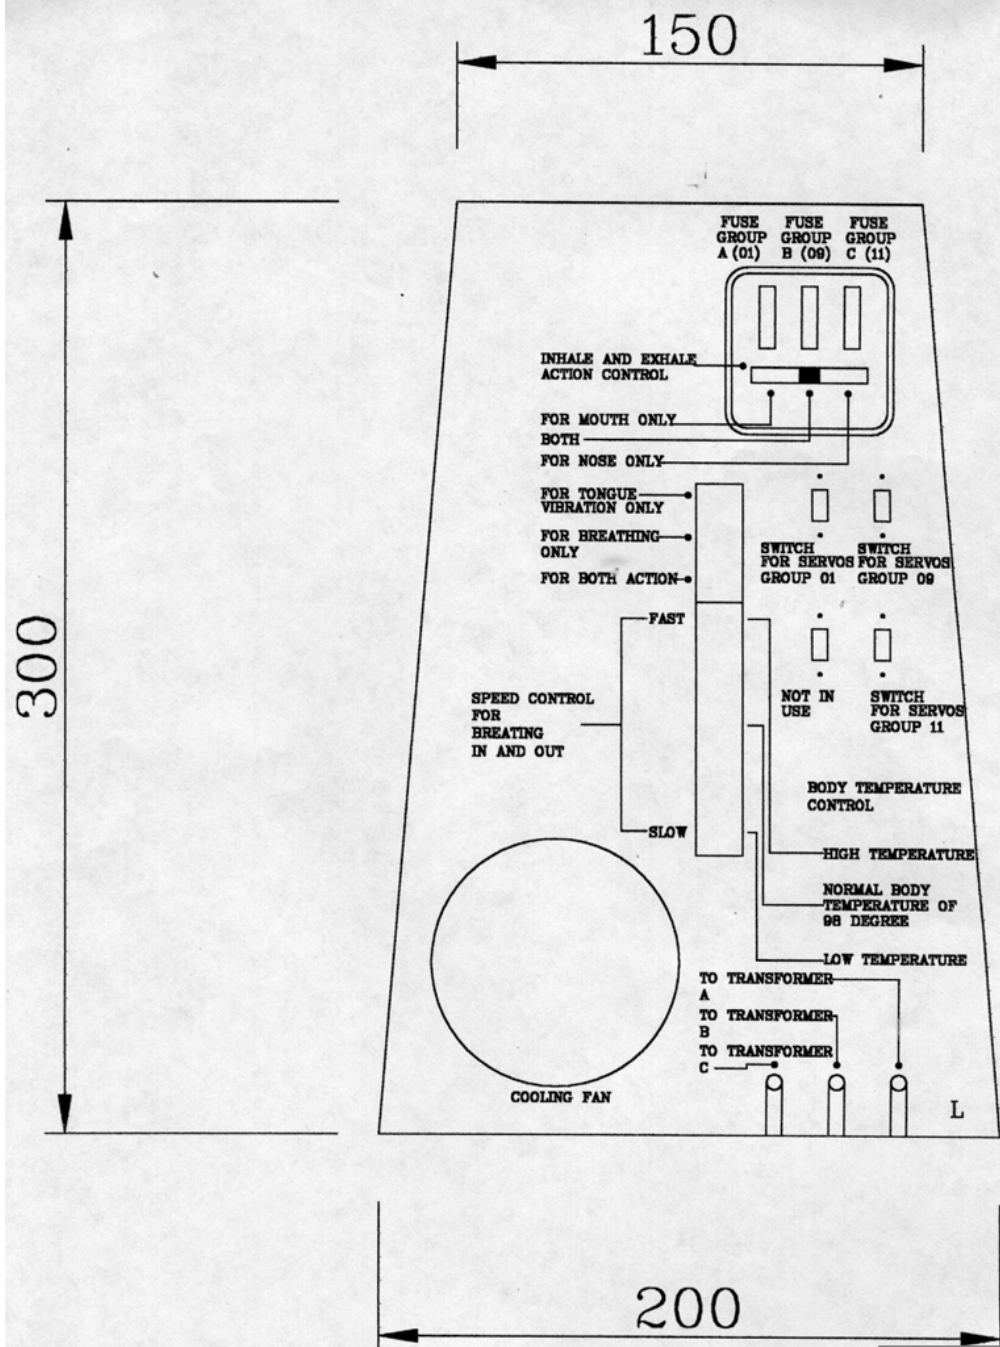 150
FUSE GROUP A (01)
FUSE GROUP B (09)
FUSE GROUP C (11)
INHALE AND EXHALE
ACTION CONTROL
FOR MOUTH ONLY
BOTH
FOR NOSE ONLY
FOR TONGUE
VIBRATION ONLY
FOR BREATHING
ONLY
FOR BOTH ACTION
SWITCH
FOR SERVOS
GROUP 01
SWITCH
FOR SERVOS
GROUP 09
FAST
300
SPEED CONTROL
FOR
BREATING
IN AND OUT
SLOW
NOT IN
USE
SWITCH
FOR SERVOS
GROUP 11
BODY TEMPERATURE
CONTROL
HIGH TEMPERATURE
NORMAL BODY
TEMPERATURE OF
98 DEGREE
LOW TEMPERATURE
TO TRANSFORMER
A
TO TRANSFORMER
B
TO TRANSFORMER
C
COOLING FAN
L
200